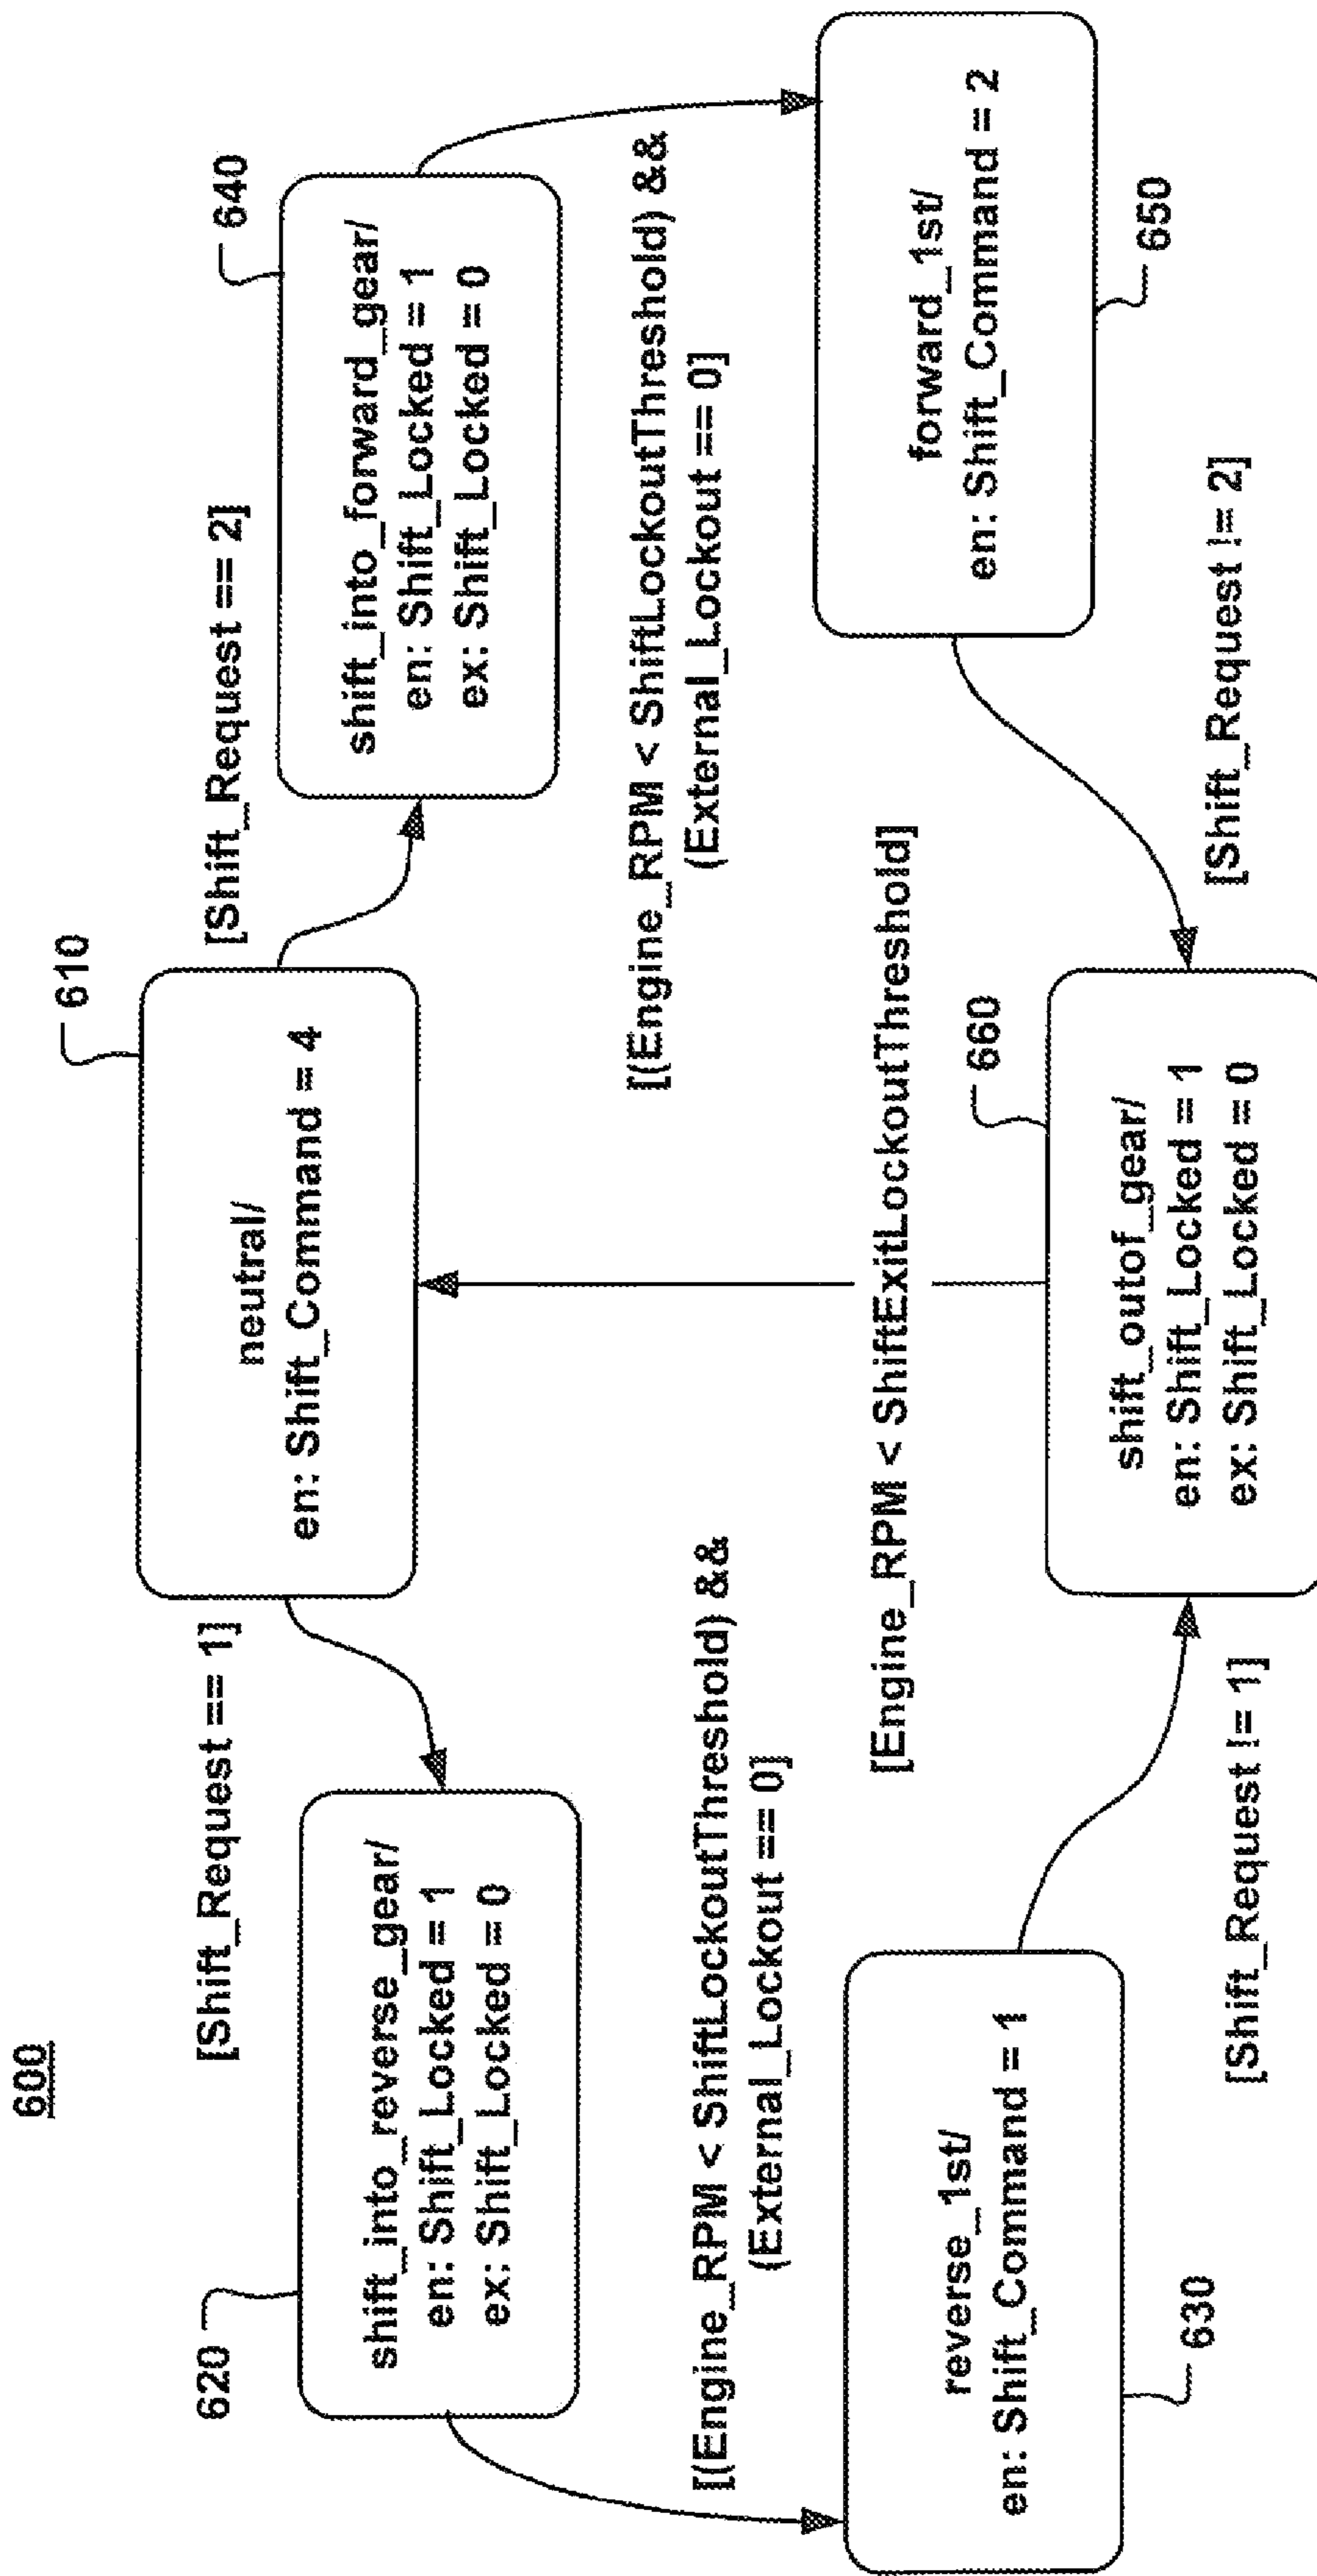 600
610
neutral/
en: Shift_Command = 4
[Shift_Request == 1]
[Shift_Request == 2]
620
shift_into_reverse_gear/
en: Shift_Locked = 1
ex: Shift_Locked = 0
640
shift_into_forward_gear/
en: Shift_Locked = 1
ex: Shift_Locked = 0
[(Engine_RPM < ShiftLockoutThreshold) &&
(External_Lockout == 0]
[(Engine_RPM < ShiftLockoutThreshold) &&
(External_Lockout == 0]
[Engine_RPM < ShiftExitLockoutThreshold]
reverse_1st/
en: Shift_Command = 1
630
660
shift_outof_gear/
en: Shift_Locked = 1
ex: Shift_Locked = 0
forward_1st/
en: Shift_Command = 2
650
[Shift_Request != 1]
[Shift_Request != 2]